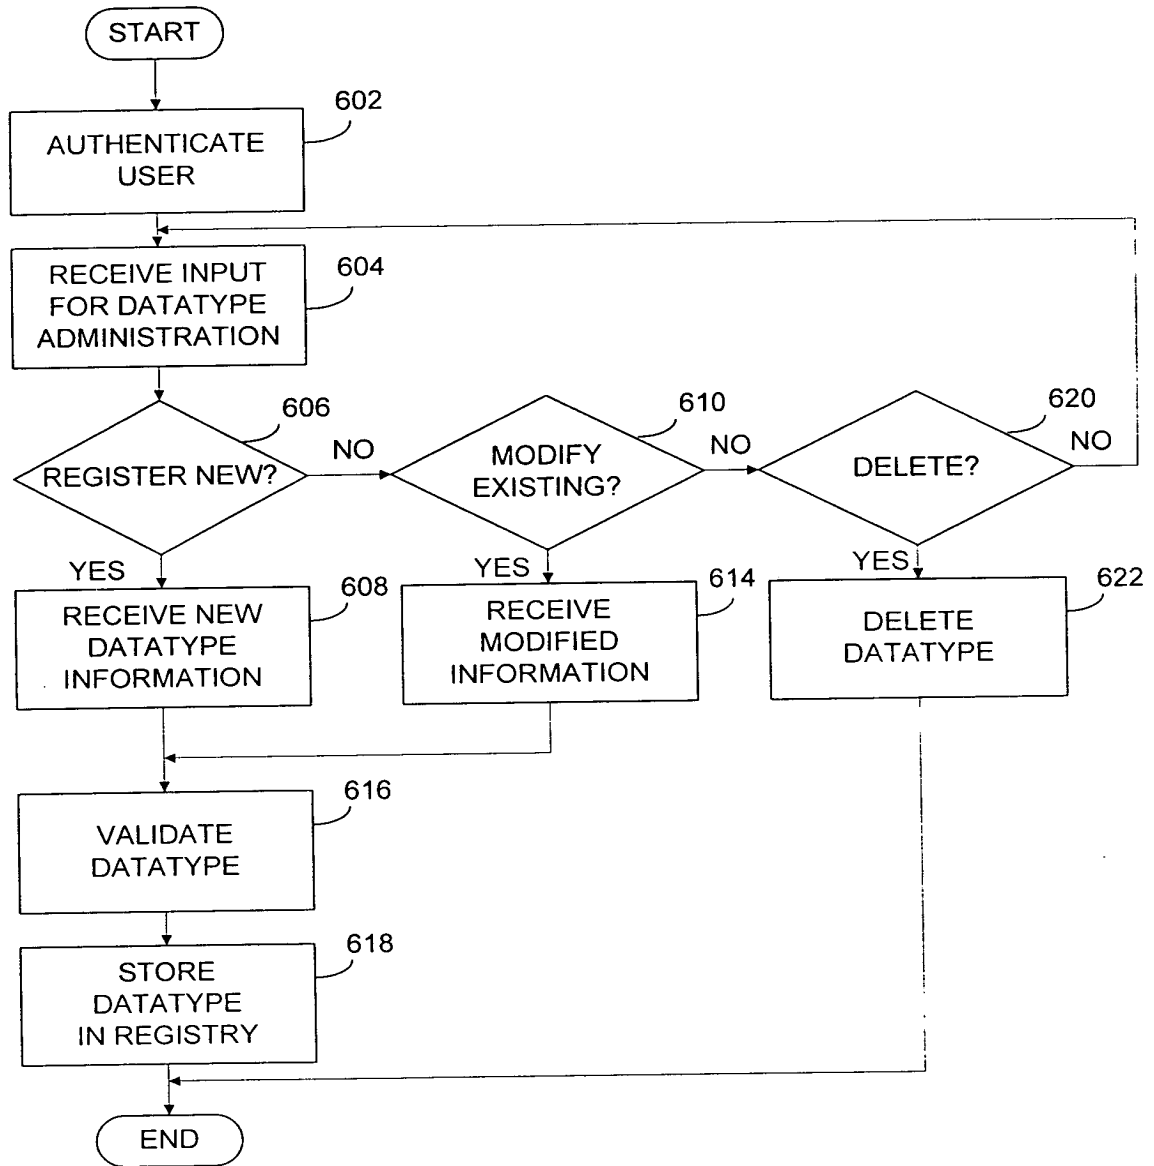 START
602
AUTHENTICATE
USER
604
RECEIVE INPUT
FOR DATATYPE
ADMINISTRATION
606
REGISTER NEW?
NO
610
MODIFY
EXISTING?
NO
620
DELETE?
NO
YES
608
RECEIVE NEW
DATATYPE
INFORMATION
YES
614
RECEIVE
MODIFIED
INFORMATION
YES
622
DELETE
DATATYPE
616
VALIDATE
DATATYPE
618
STORE
DATATYPE
IN REGISTRY
END